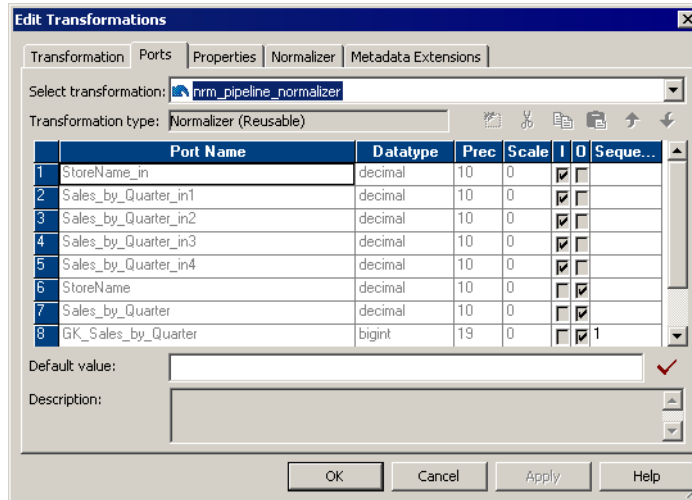 Edit Transformations
Transformation Ports Properties Normalizer Metadata Extensions
Select transformation: nrm_pipeline_normalizer
Transformation type: Normalizer (Reusable)
Port Name Datatype Prec Scale I O Seque...
1 StoreName_in decimal 10 0
2 Sales_by_Quarter_in1 decimal 10 0
3 Sales_by_Quarter_in2 decimal 10 0
4 Sales_by_Quarter_in3 decimal 10 0
5 Sales_by_Quarter_in4 decimal 10 0
6 StoreName decimal 10 0
7 Sales_by_Quarter decimal 10 0
8 GK_Sales_by_Quarter bigint 19 0 1
Default value:
Description:
OK Cancel Apply Help